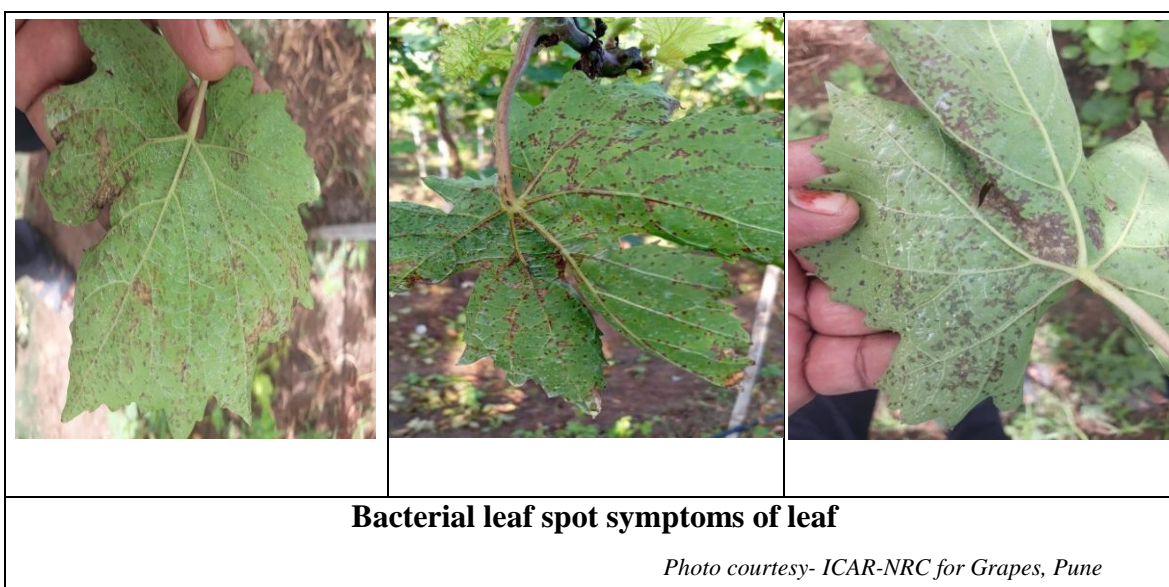 Bacterial leaf spot symptoms of leaf
Photo courtesy- ICAR-NRC for Grapes, Pune